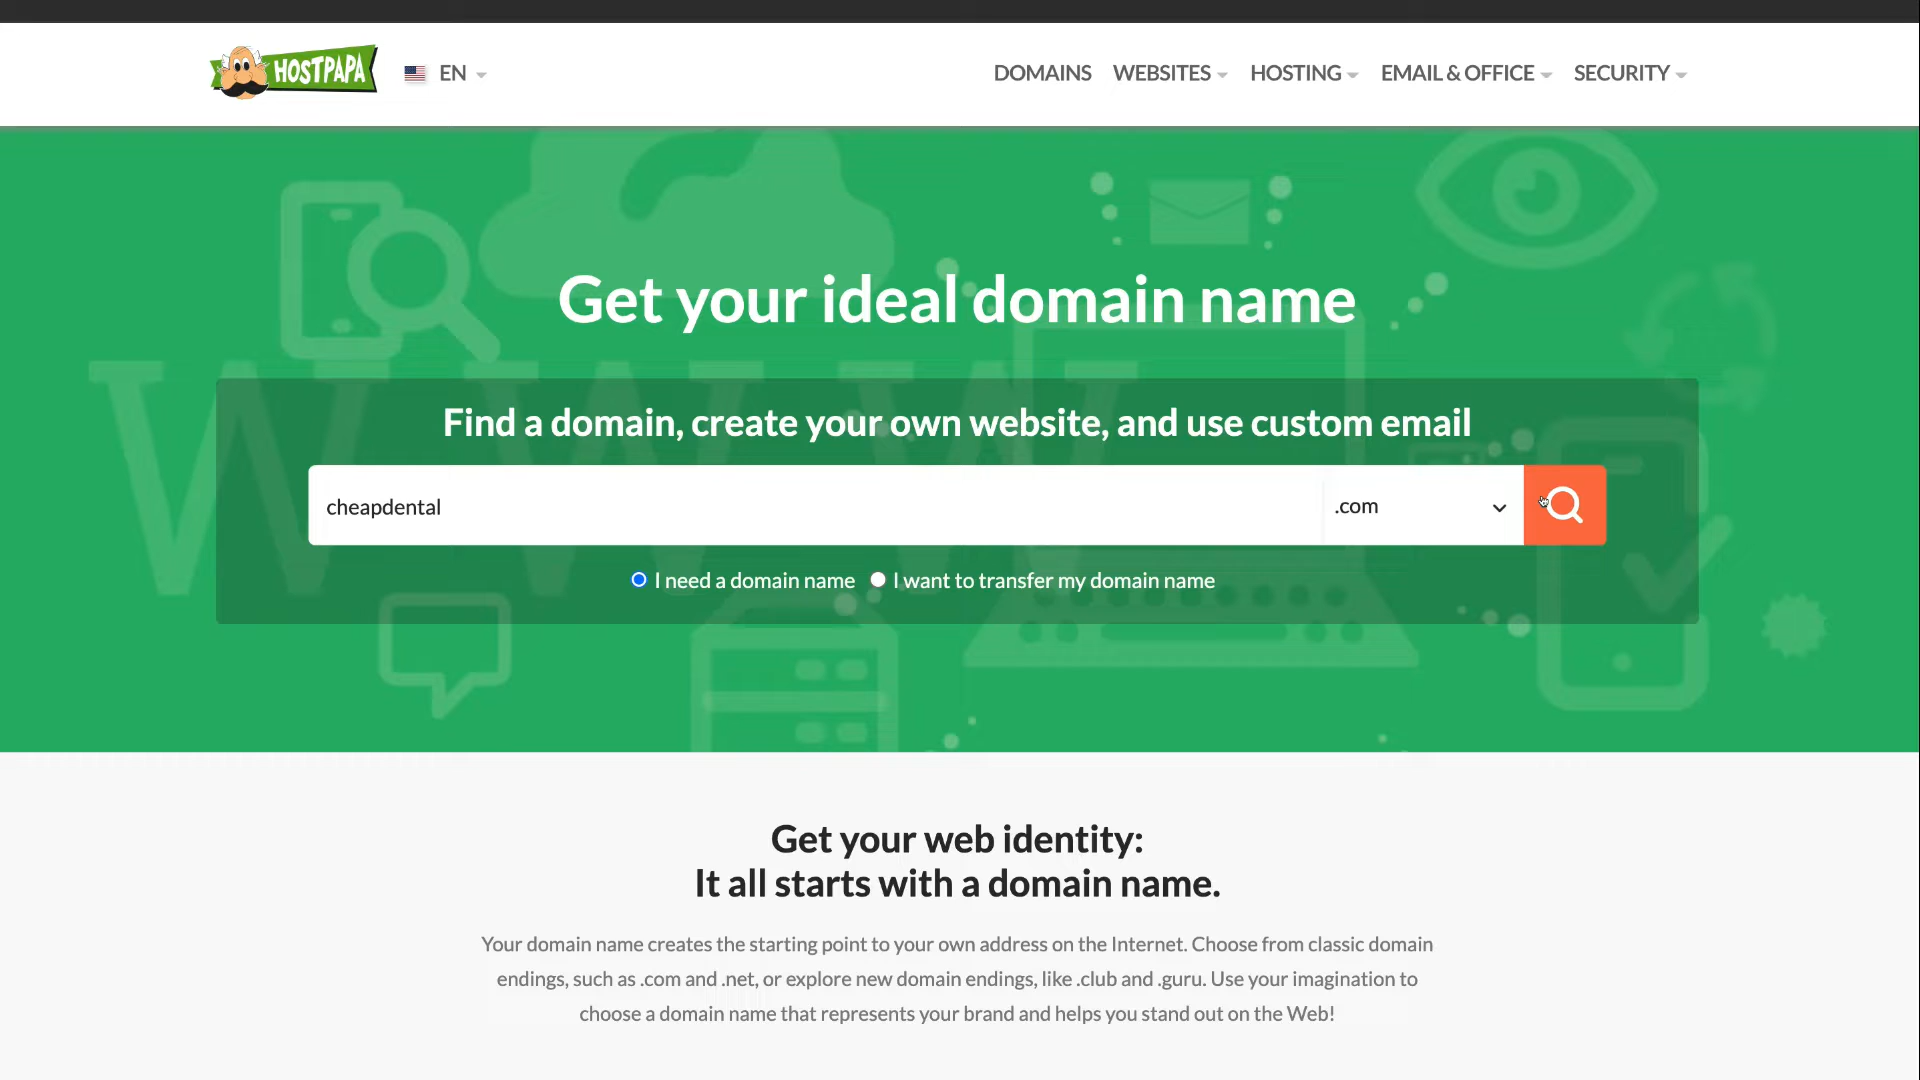 HOSTPAPA
EN
DOMAINS WEBSITES HOSTING EMAIL & OFFICE SECURITY
WWW
Get your ideal domain name
Find a domain, create your own website, and use custom email
cheapdental
.com
I need a domain name I want to transfer my domain name
Get your web identity:
It all starts with a domain name.
Your domain name creates the starting point to your own address on the Internet. Choose from classic domain
endings, such as .com and .net, or explore new domain endings, like .club and .guru. Use your imagination to
choose a domain name that represents your brand and helps you stand out on the Web!